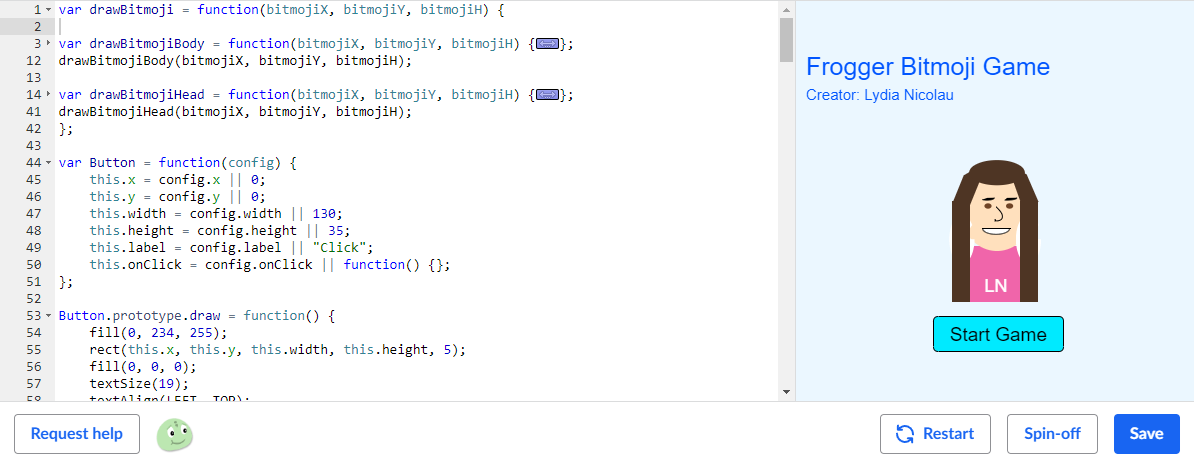 1 var drawBitmoji = function(bitmojiX, bitmojiY, bitmojiH) {
2
3 var drawBitmojiBody = function(bitmojiX, bitmojiY, bitmojiH) {};
12 drawBitmojiBody(bitmojiX, bitmojiY, bitmojiH);
13
14 var drawBitmojiHead = function(bitmojiX, bitmojiY, bitmojiH) {};
41 drawBitmojiHead(bitmojiX, bitmojiY, bitmojiH);
42 };
43
44 var Button = function(config) {
45 this.x = config.x || 0;
46 this.y = config.y || 0;
47 this.width = config.width || 130;
48 this.height = config.height || 35;
49 this.label = config.label || "Click";
50 this.onClick = config.onClick || function() {};
51 };
52
53 Button.prototype.draw = function() {
54 fill(0, 234, 255);
55 rect(this.x, this.y, this.width, this.height, 5);
56 fill(0, 0, 0);
57 textSize(19);
58 textAlign(LEFT, TOP);
Frogger Bitmoji Game
Creator: Lydia Nicolau
LN
Start Game
Request help
Restart
Spin-off
Save